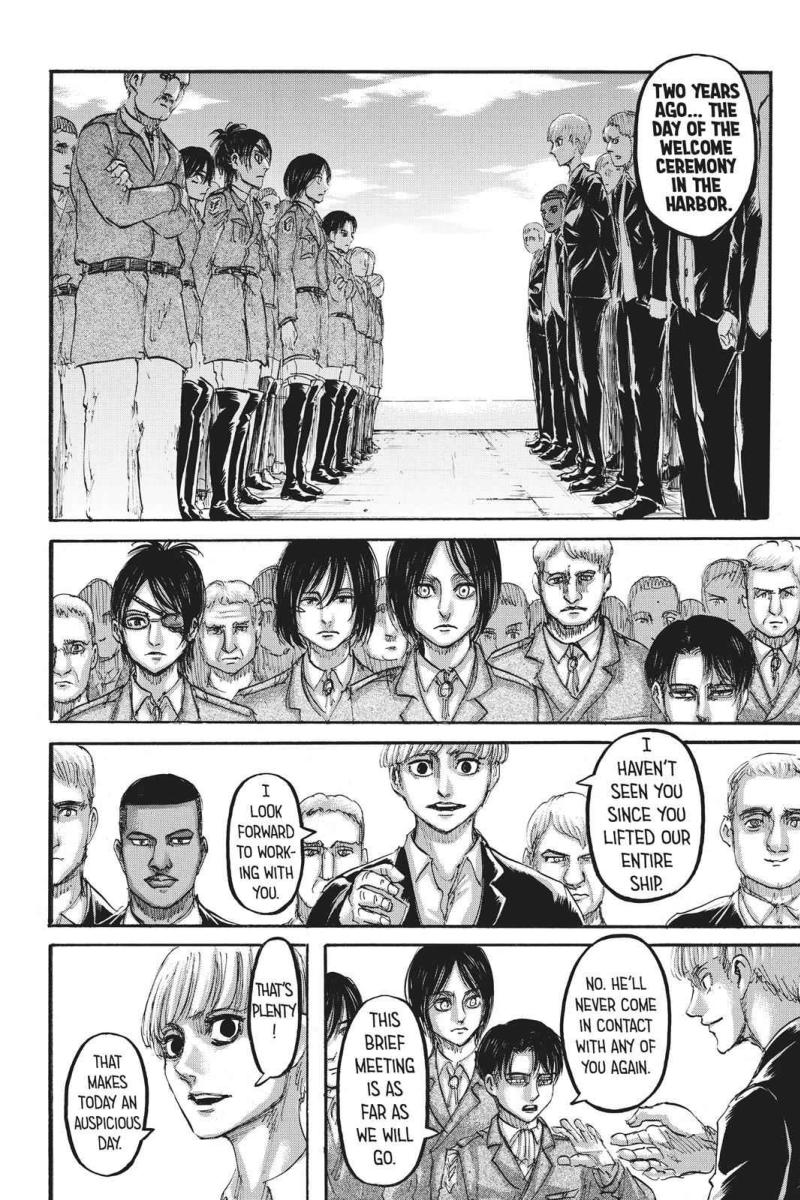 TWO YEARS
AGO... THE
DAY OF THE
WELCOME
CEREMONY
IN THE
HARBOR.
I
HAVEN'T
SEEN YOU
SINCE YOU
LIFTED OUR
ENTIRE
SHIP.
I
LOOK
FORWARD
TO WORK-
ING WITH
YOU.
NO. HE'LL
NEVER COME
IN CONTACT
WITH ANY OF
YOU AGAIN.
THIS
BRIEF
MEETING
IS AS
FAR AS
WE WILL
GO.
THAT'S
PLENTY
!
THAT
MAKES
TODAY AN
AUSPICIOUS
DAY.